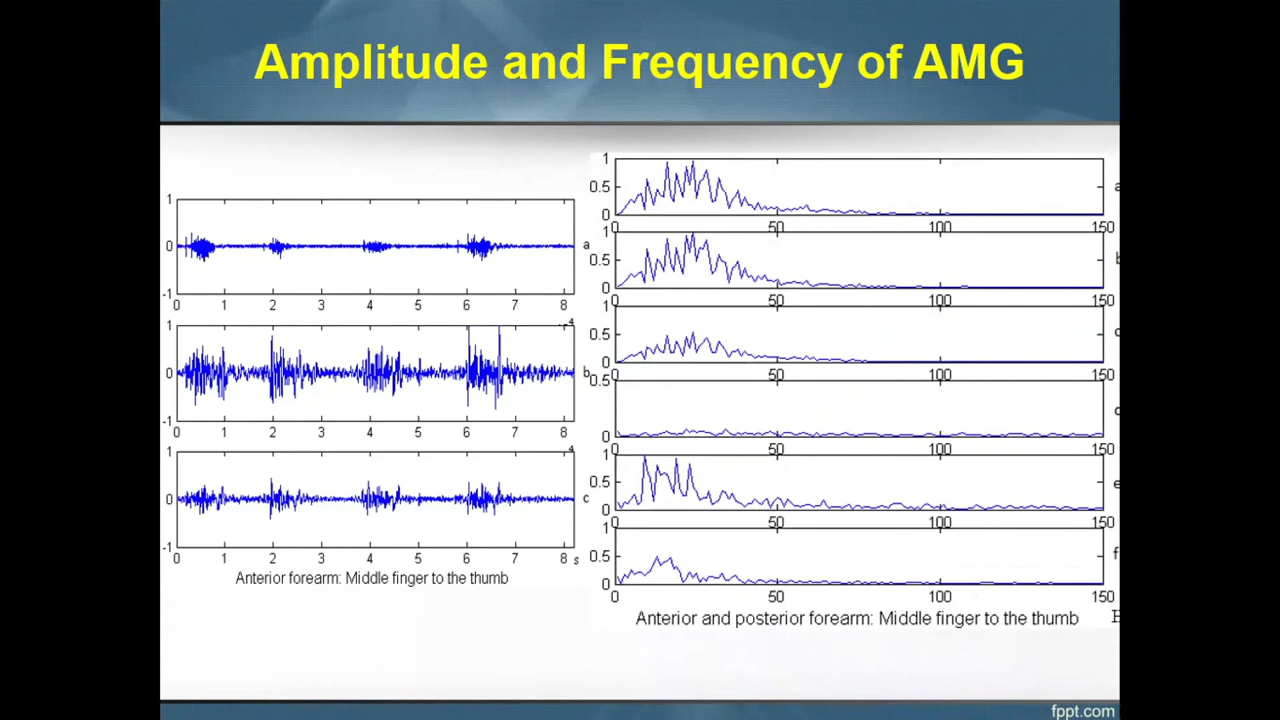 Amplitude and Frequency of AMG
1
0
-1
a
0 1 2 3 4 5 6 7 8
1
0
-1
b
0 1 2 3 4 5 6 7 8
1
0
-1
c
0 1 2 3 4 5 6 7 8 s
Anterior forearm: Middle finger to the thumb
1
0.5
0
0 50 100 150
0.5
0
b
0 50 100 150
1
0.5
0
0 50 100 150
0.5
0
0 50 100 150
1
0.5
0
e
0 50 100 150
1
0.5
0
f
0 50 100 150
Anterior and posterior forearm: Middle finger to the thumb
fppt.com